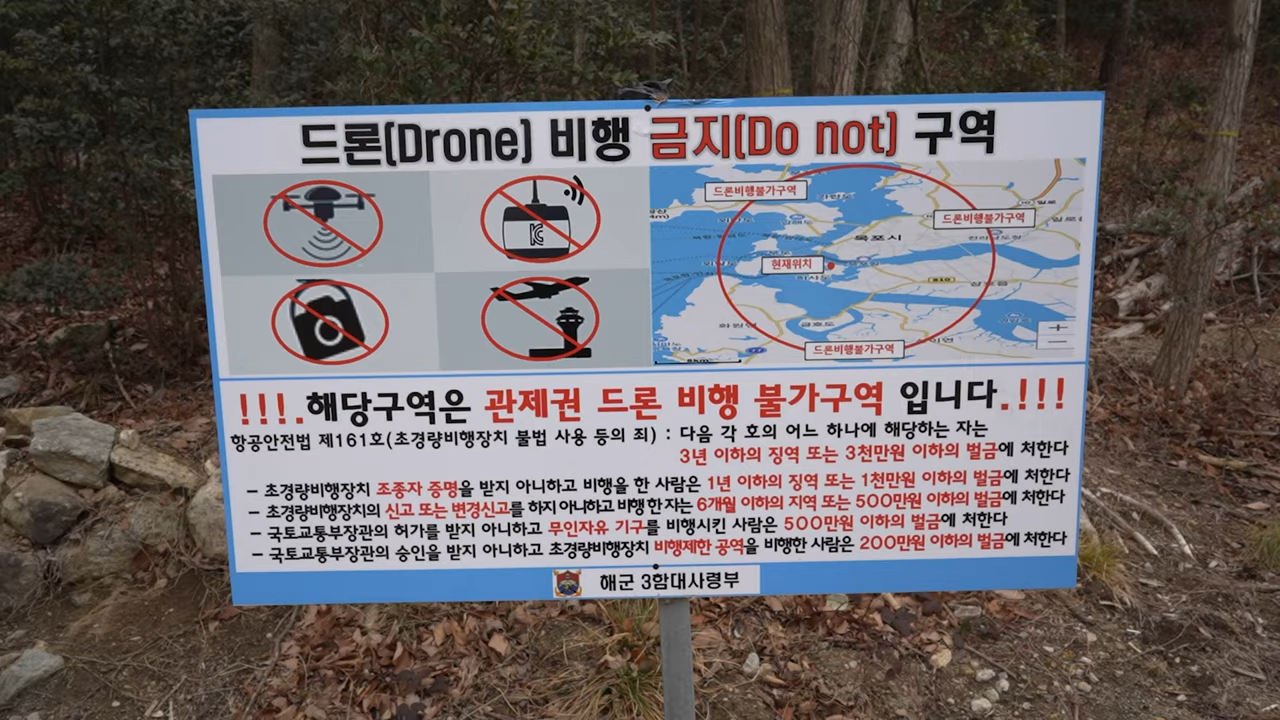 드론(Drone) 비행 금지(Do not) 구역
드론비행불가구역
드론비행불가구역
목포시
현재위치
화원면
금호도
드론비행불가구역
!!!.해당구역은 관제권 드론 비행 불가구역 입니다.!!!
항공안전법 제161호(초경량비행장치 불법 사용 등의 죄) : 다음 각 호의 어느 하나에 해당하는 자는
3년 이하의 징역 또는 3천만원 이하의 벌금에 처한다
- 초경량비행장치 조종자 증명을 받지 아니하고 비행을 한 사람은 1년 이하의 징역 또는 1천만원 이하의 벌금에 처한다
- 초경량비행장치의 신고 또는 변경신고를 하지 아니하고 비행 한 자는 6개월 이하의 지역 또는 500만원 이하의 벌금에 처한다
- 국토교통부장관의 허가를 받지 아니하고 무인자유 기구를 비행시킨 사람은 500만원 이하의 벌금에 처한다
- 국토교통부장관의 승인을 받지 아니하고 초경량비행장치 비행제한 공역을 비행한 사람은 200만원 이하의 벌금에 처한다
해군 3함대사령부